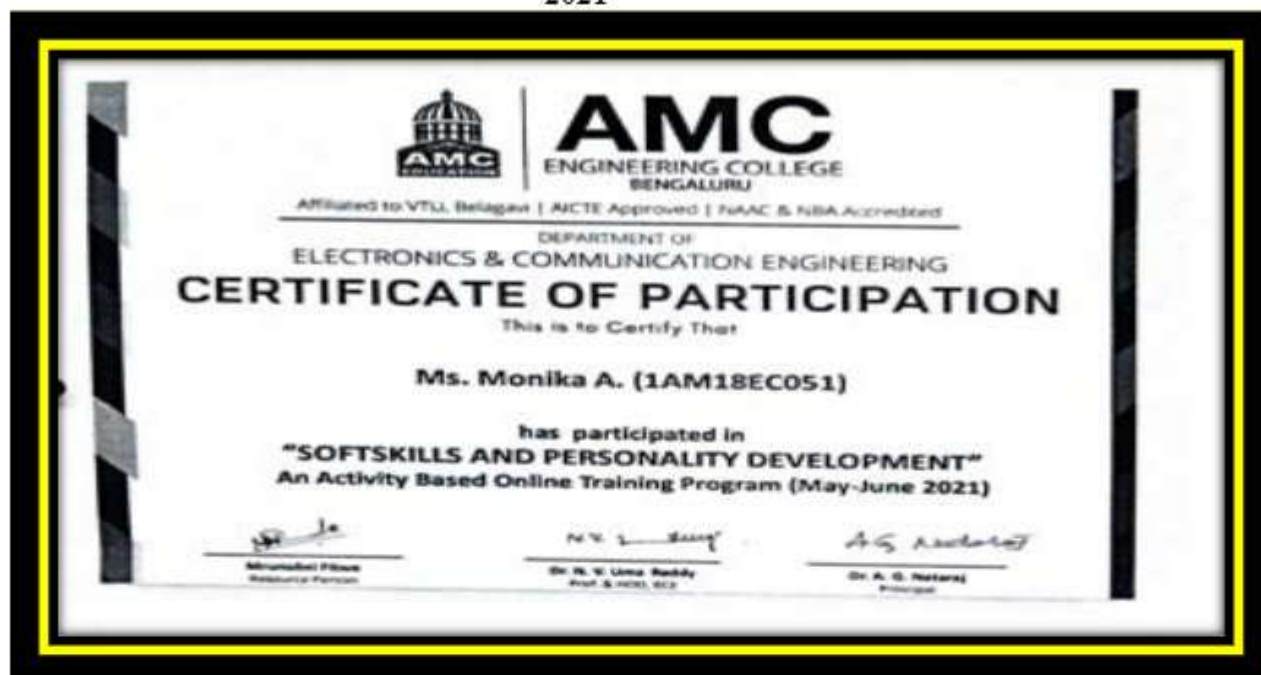 2021
AMC
EDUCATION
AMC
ENGINEERING COLLEGE
BENGALURU
Affiliated to VTU, Belagavi | AICTE Approved | NAAC & NBA Accredited
DEPARTMENT OF
ELECTRONICS & COMMUNICATION ENGINEERING
CERTIFICATE OF PARTICIPATION
This is to Certify That
Ms. Monika A. (1AM18EC051)
has participated in
"SOFTSKILLS AND PERSONALITY DEVELOPMENT"
An Activity Based Online Training Program (May-June 2021)
Resource Person
Dr. N. V. Uma Reddy
Prof. & HOD, ECE
Dr. A. G. Nataraj
Principal